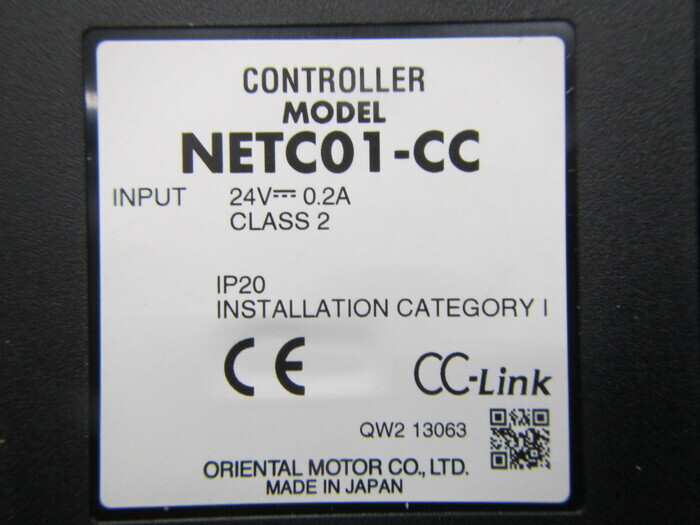 CONTROLLER
MODEL
NETC01-CC
INPUT 24V⎓ 0.2A
CLASS 2
IP20
INSTALLATION CATEGORY I
CE CC-Link
QW2 13063
ORIENTAL MOTOR CO., LTD.
MADE IN JAPAN